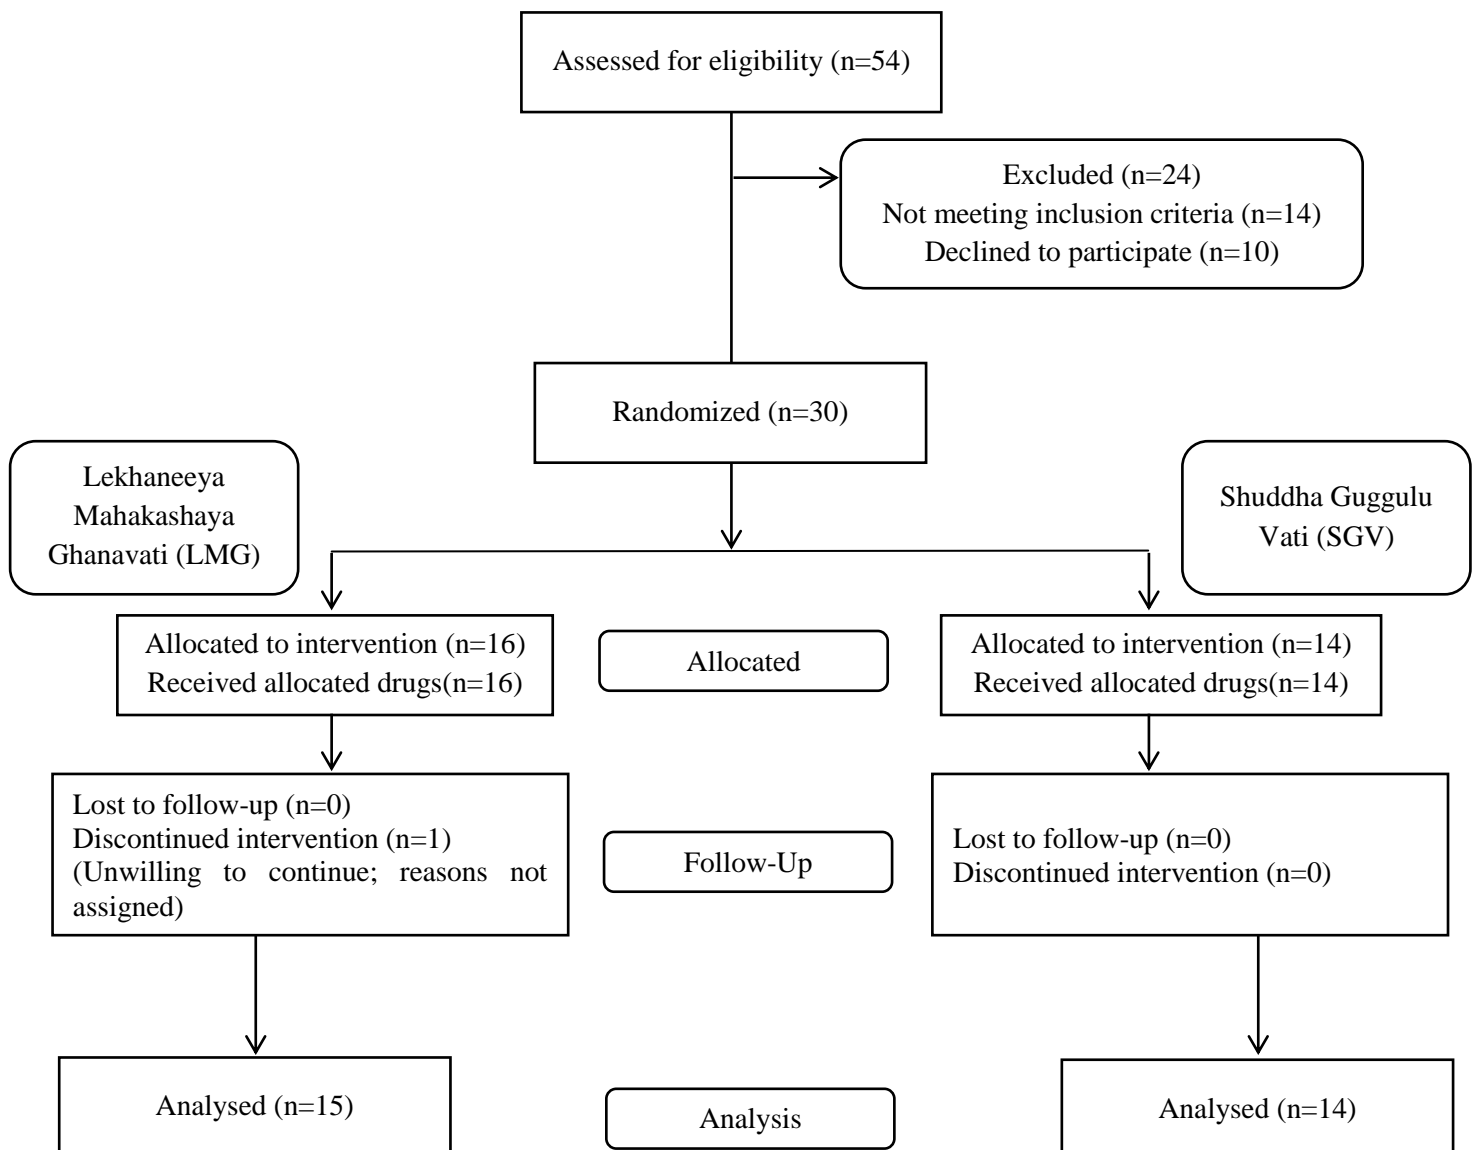 Assessed for eligibility (n=54)
Excluded (n=24)
Not meeting inclusion criteria (n=14)
Declined to participate (n=10)
Randomized (n=30)
Lekhaneeya
Mahakashaya
Ghanavati (LMG)
Shuddha Guggulu
Vati (SGV)
Allocated to intervention (n=16)
Received allocated drugs(n=16)
Allocated
Allocated to intervention (n=14)
Received allocated drugs(n=14)
Lost to follow-up (n=0)
Discontinued intervention (n=1)
(Unwilling to continue; reasons not
assigned)
Follow-Up
Lost to follow-up (n=0)
Discontinued intervention (n=0)
Analysed (n=15)
Analysis
Analysed (n=14)